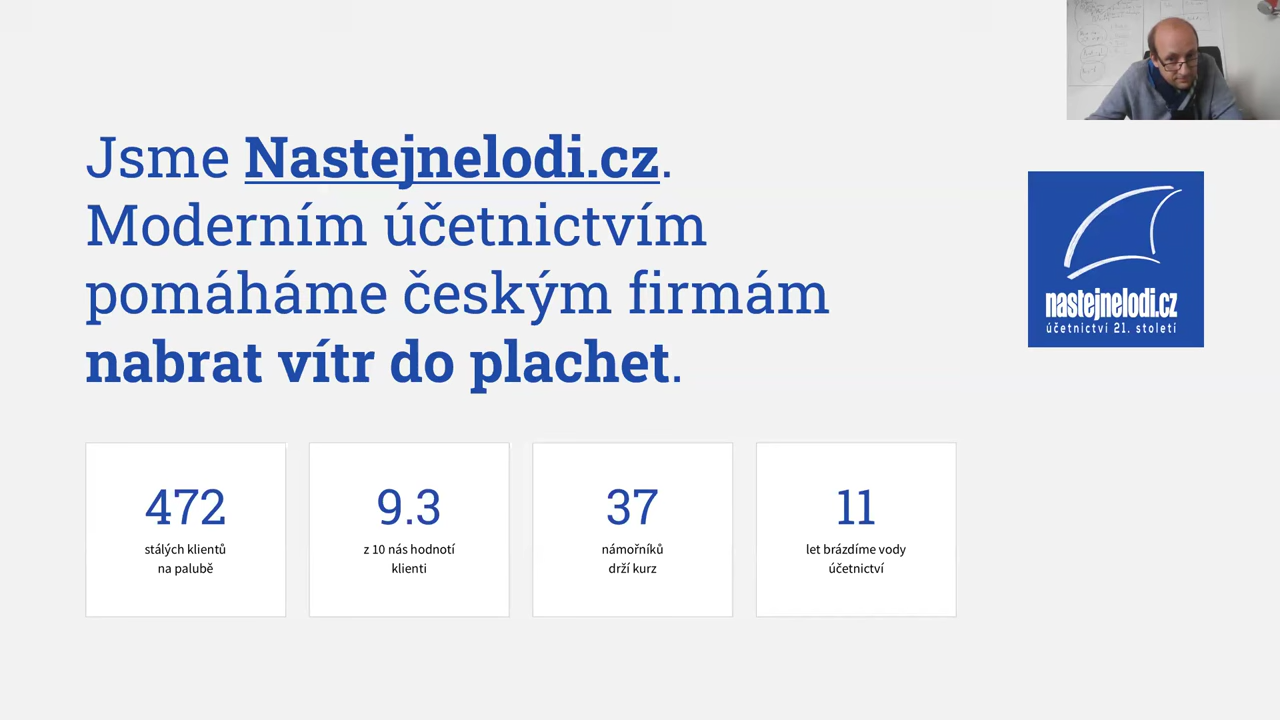 Jsme Nastejnelodi.cz.
Moderním účetnictvím
pomáháme českým firmám
nabrat vítr do plachet.
nastejnelodi.cz
účetnictví 21. století
472
stálých klientů
na palubě
9.3
z 10 nás hodnotí
klienti
37
námořníků
drží kurz
11
let brázdíme vody
účetnictví